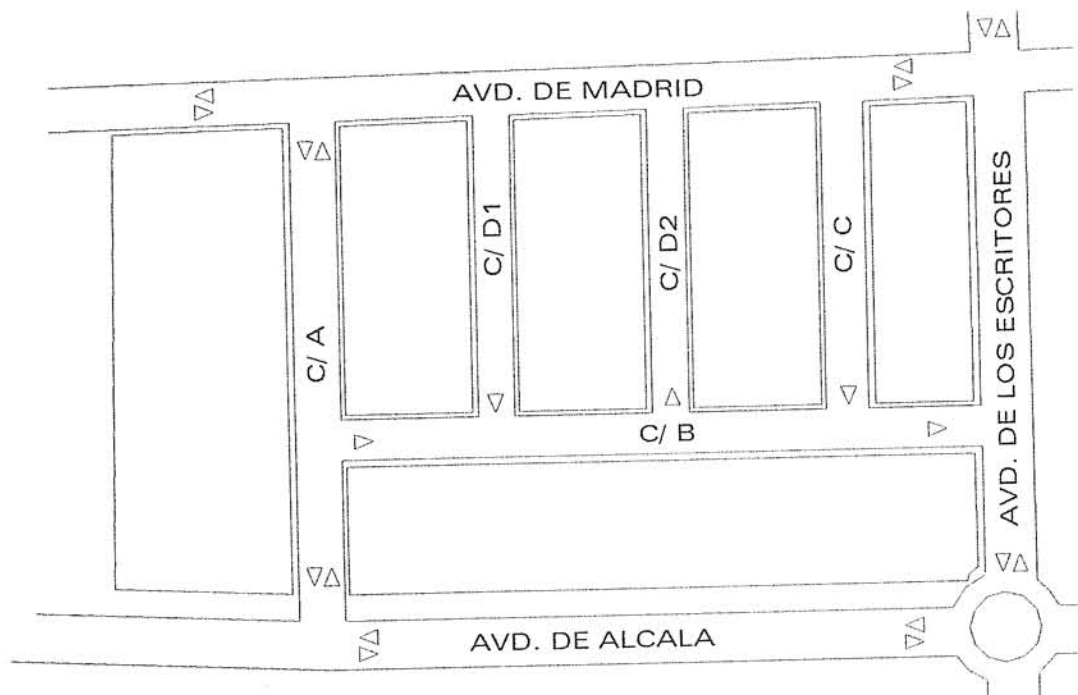 AVD. DE MADRID
C/ A
C/ D1
C/ D2
C/ C
AVD. DE LOS ESCRITORES
C/ B
AVD. DE ALCALA